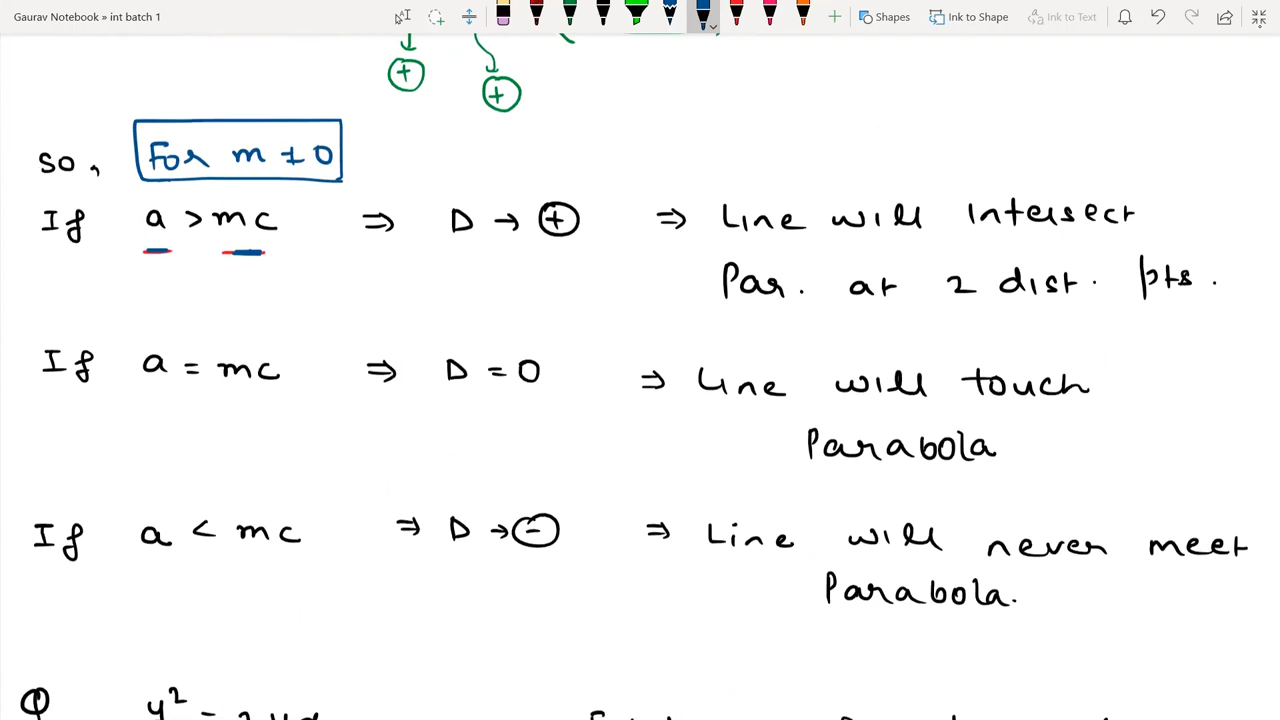 Gaurav Notebook » int batch 1
Shapes Ink to Shape Ink to Text
+
+
so, For m ≠ 0
If a > mc ⇒ D → + ⇒ Line will intersect
Par. at 2 dist. pts.
If a = mc ⇒ D = 0 ⇒ Line will touch
Parabola
If a < mc ⇒ D → - ⇒ Line will never meet
Parabola.
Q y² =